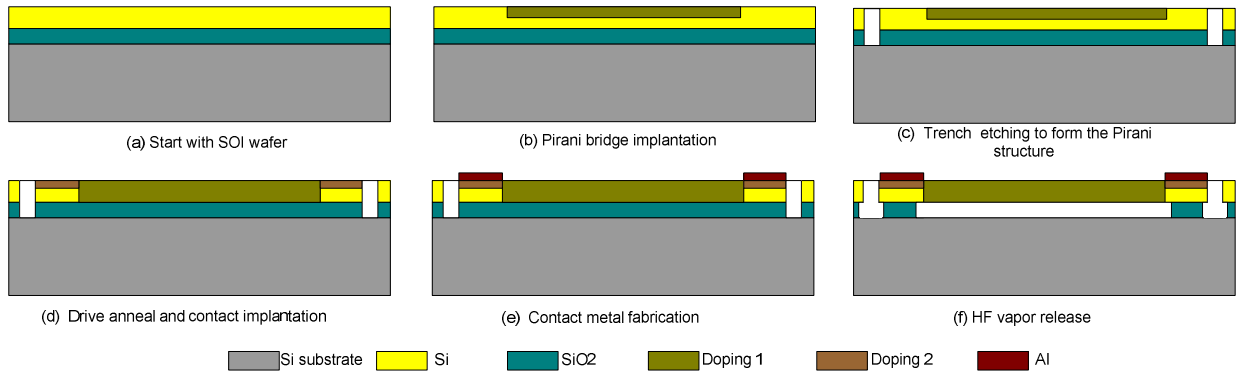 (a) Start with SOI wafer
(b) Pirani bridge implantation
(c) Trench etching to form the Pirani
structure
(d) Drive anneal and contact implantation
(e) Contact metal fabrication
(f) HF vapor release
Si substrate
Si
SiO2
Doping 1
Doping 2
Al